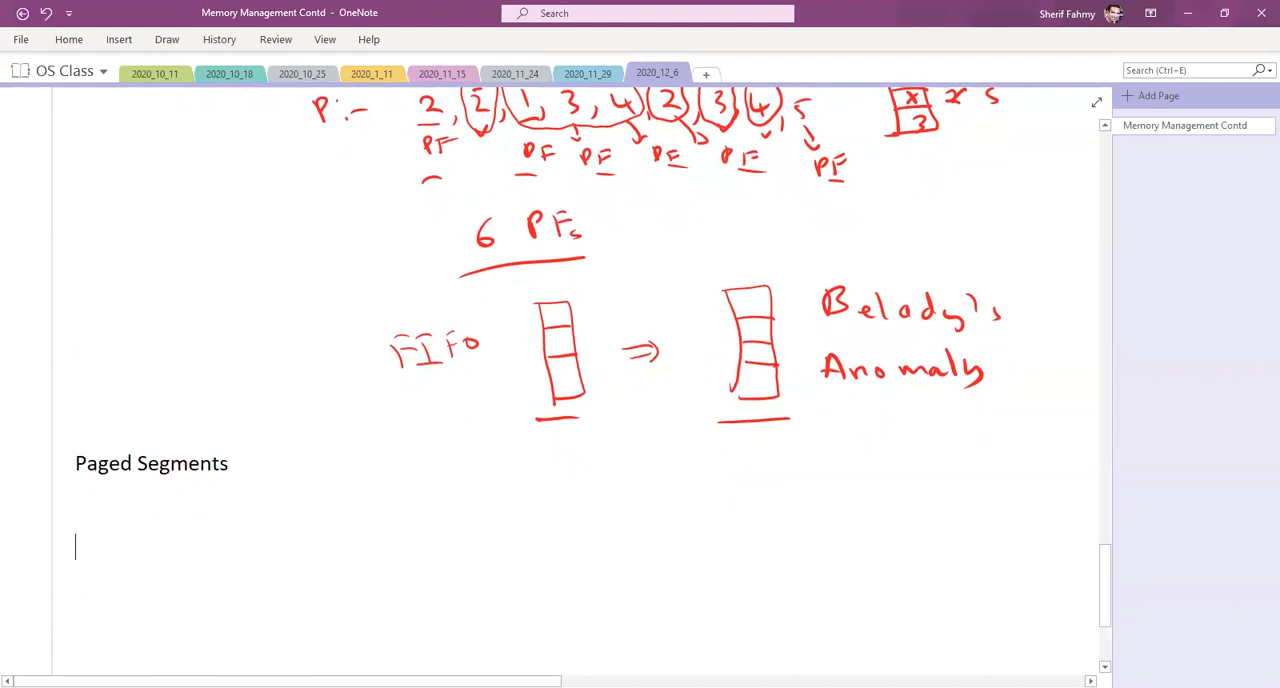 Memory Management Contd - OneNote
Search
Sherif Fahmy
File Home Insert Draw History Review View Help
OS Class 2020_10_11 2020_10_18 2020_10_25 2020_1_11 2020_11_15 2020_11_24 2020_11_29 2020_12_6 +
Search (Ctrl+E)
Add Page
Memory Management Contd
P :- 2, 2, 1, 3, 4, 2, 3, 4, 5
x x 5
3
PF PF PF PF PF PF
6 PFs
FIFO ⇒ Belady's
Anomaly
Paged Segments